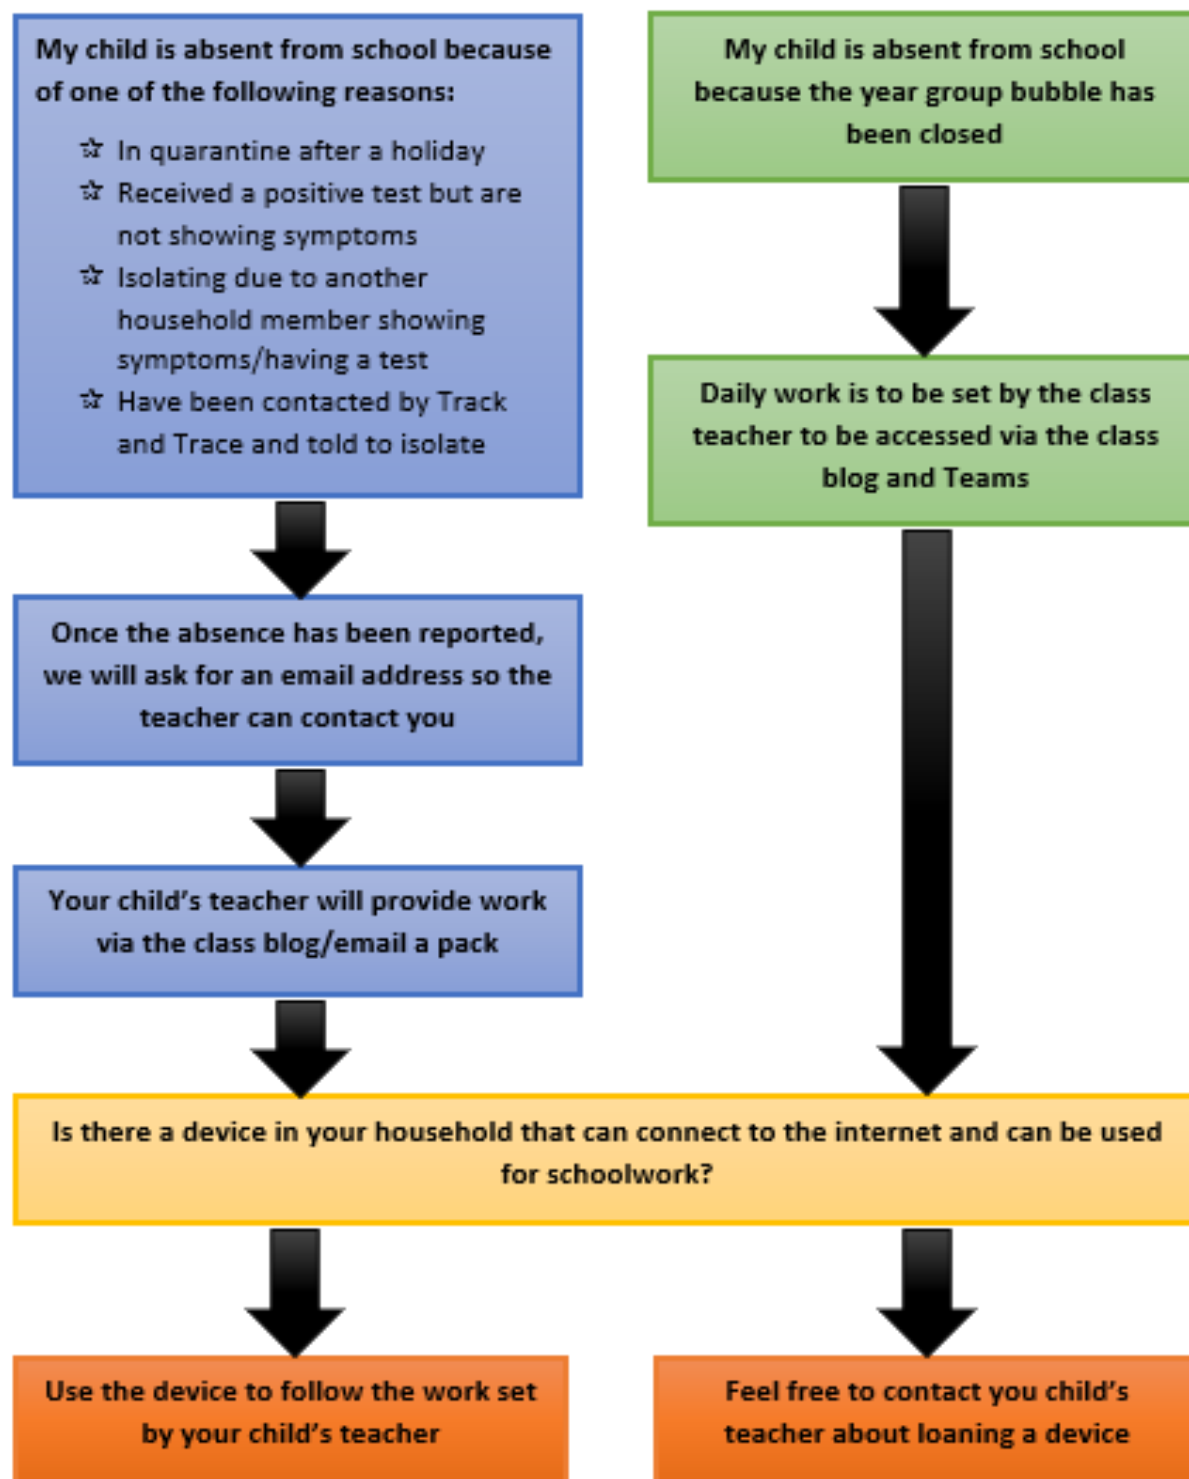 My child is absent from school because
of one of the following reasons:
In quarantine after a holiday
Received a positive test but are
not showing symptoms
Isolating due to another
household member showing
symptoms/having a test
Have been contacted by Track
and Trace and told to isolate
Once the absence has been reported,
we will ask for an email address so the
teacher can contact you
Your child’s teacher will provide work
via the class blog/email a pack
My child is absent from school
because the year group bubble has
been closed
Daily work is to be set by the class
teacher to be accessed via the class
blog and Teams
Is there a device in your household that can connect to the internet and can be used
for schoolwork?
Use the device to follow the work set
by your child’s teacher
Feel free to contact you child’s
teacher about loaning a device